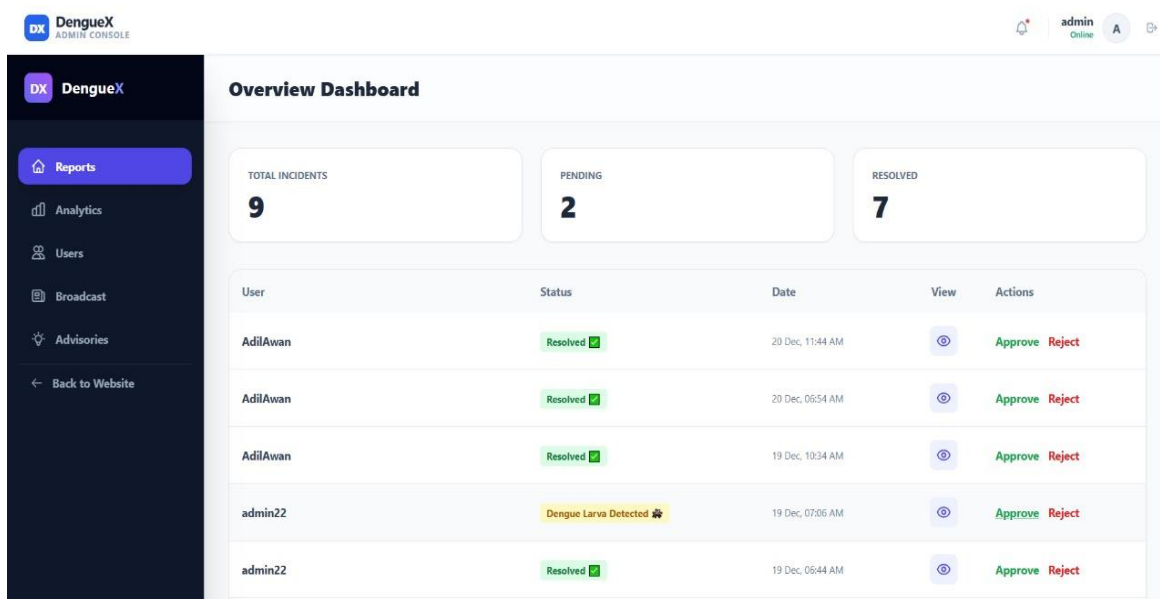 DX DengueX
ADMIN CONSOLE
admin
Online
A
DX DengueX
Reports
Analytics
Users
Broadcast
Advisories
← Back to Website
Overview Dashboard
TOTAL INCIDENTS
9
PENDING
2
RESOLVED
7
User Status Date View Actions
AdilAwan Resolved ✅ 20 Dec, 11:44 AM Approve Reject
AdilAwan Resolved ✅ 20 Dec, 06:54 AM Approve Reject
AdilAwan Resolved ✅ 19 Dec, 10:34 AM Approve Reject
admin22 Dengue Larva Detected 19 Dec, 07:06 AM Approve Reject
admin22 Resolved ✅ 19 Dec, 06:44 AM Approve Reject